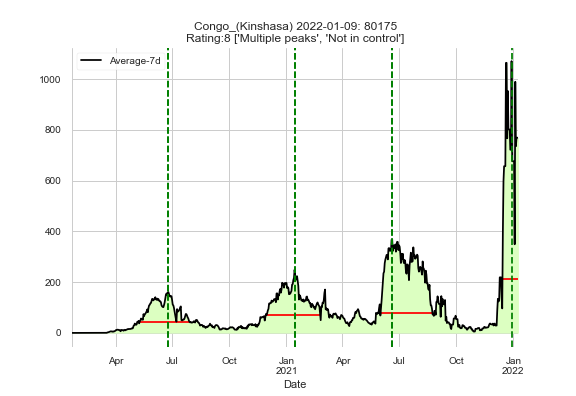 Congo_(Kinshasa) 2022-01-09: 80175
Rating:8 ['Multiple peaks', 'Not in control']
Average-7d
1000
800
600
400
200
0
Apr Jul Oct Jan Apr Jul Oct Jan
2021 2022
Date